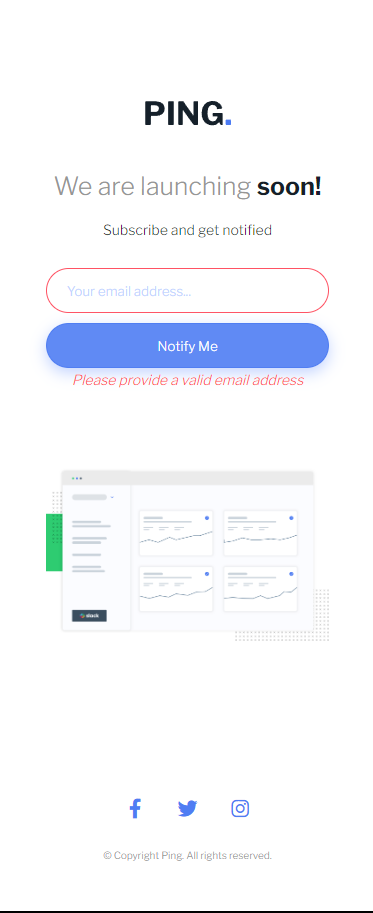 PING.
We are launching soon!
Subscribe and get notified
Your email address...
Notify Me
Please provide a valid email address
slack
© Copyright Ping. All rights reserved.